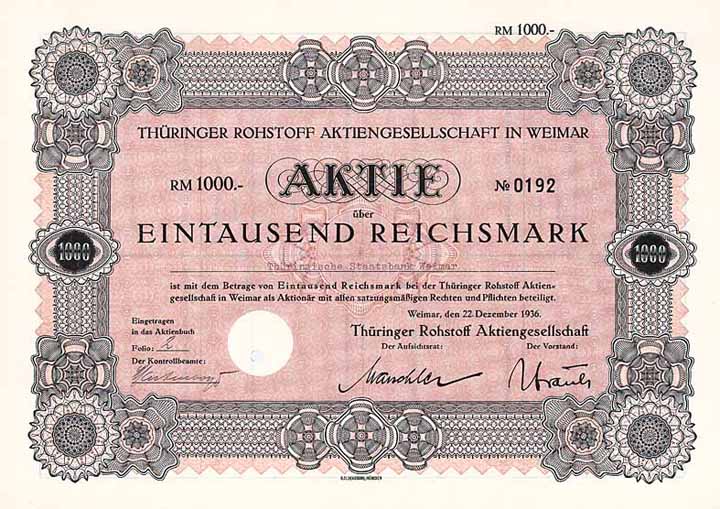 RM 1000.-
THÜRINGER ROHSTOFF AKTIENGESELLSCHAFT IN WEIMAR
RM 1000.- AKTIE № 0192
über
EINTAUSEND REICHSMARK
1000 1000
Thüringische Staatsbank Weimar
ist mit dem Betrage von Eintausend Reichsmark bei der Thüringer Rohstoff Aktien-
gesellschaft in Weimar als Aktionär mit allen satzungsmäßigen Rechten und Pflichten beteiligt.
Weimar, den 22. Dezember 1936.
Eingetragen
in das Aktienbuch
Folio: 2
Der Kontrollbeamte:
Thüringer Rohstoff Aktiengesellschaft
Der Aufsichtsrat: Der Vorstand: